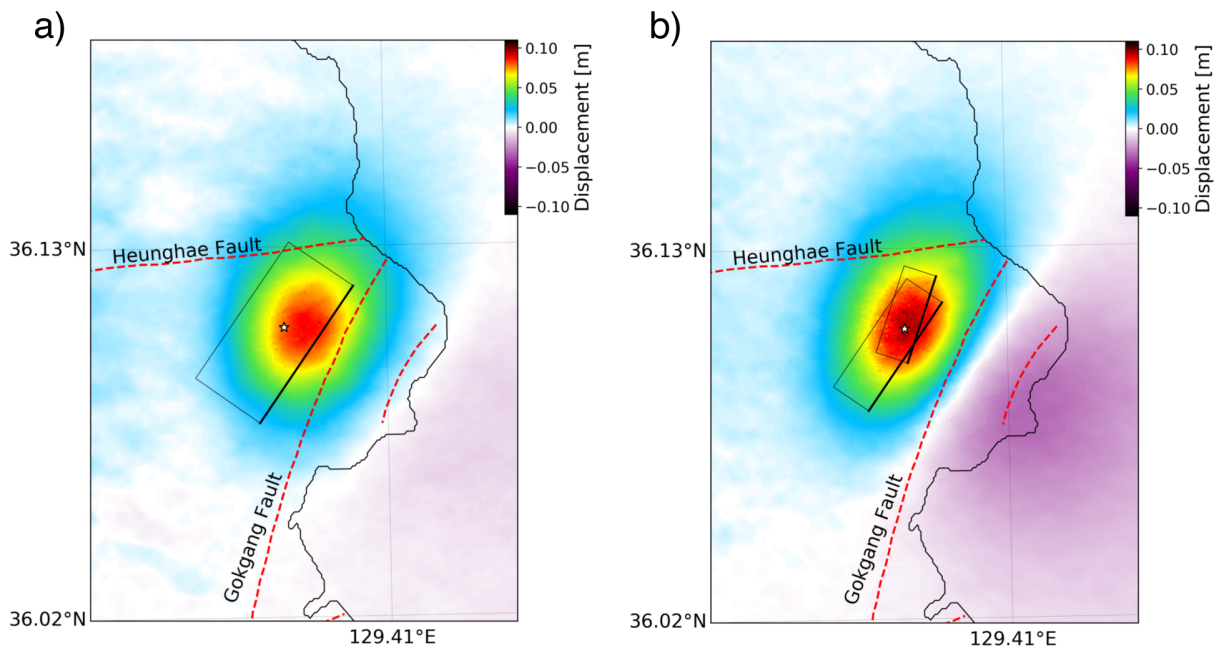 a)
0.10
0.05
0.00
−0.05
−0.10
Displacement [m]
36.13°N
Heunghae Fault
Gokgang Fault
36.02°N
129.41°E
b)
0.10
0.05
0.00
−0.05
−0.10
Displacement [m]
36.13°N
Heunghae Fault
Gokgang Fault
36.02°N
129.41°E